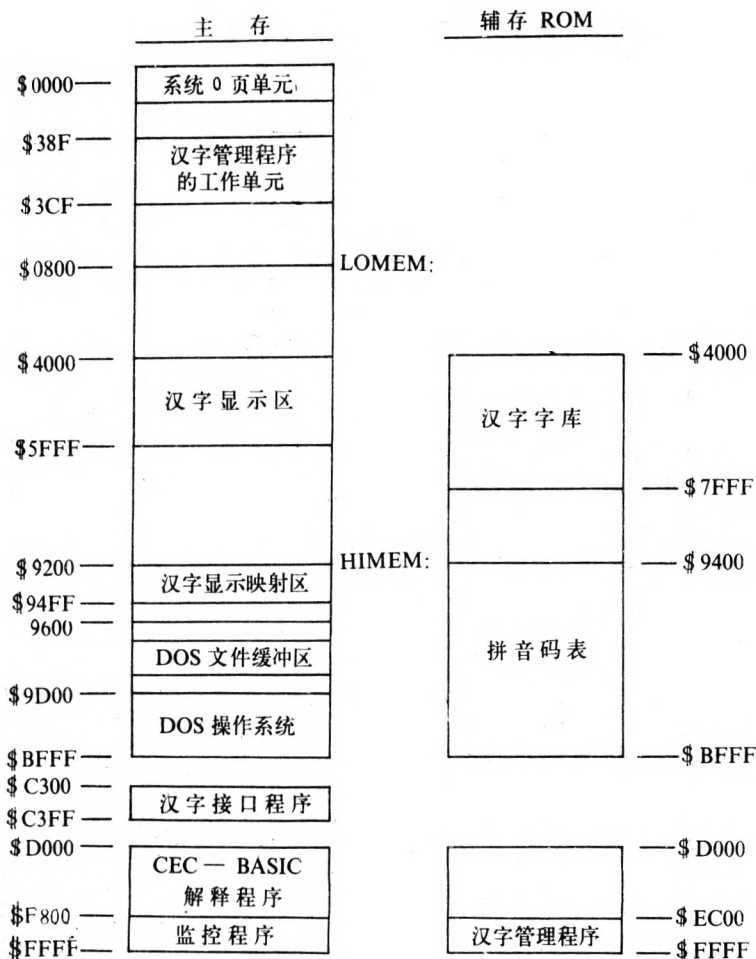 主 存 辅存 ROM
$0000 系统 0 页单元
$38F
汉字管理程序
的工作单元
$3CF
$0800 LOMEM:
$4000 $4000
汉字显示区 汉字字库
$5FFF
$7FFF
$9200 HIMEM: $9400
汉字显示映射区
$94FF
9600
DOS 文件缓冲区 拼音码表
$9D00
DOS 操作系统
$BFFF $BFFF
$C300
汉字接口程序
$C3FF
$D000 $D000
CEC — BASIC
解释程序
$F800 $EC00
监控程序 汉字管理程序
$FFFF $FFFF